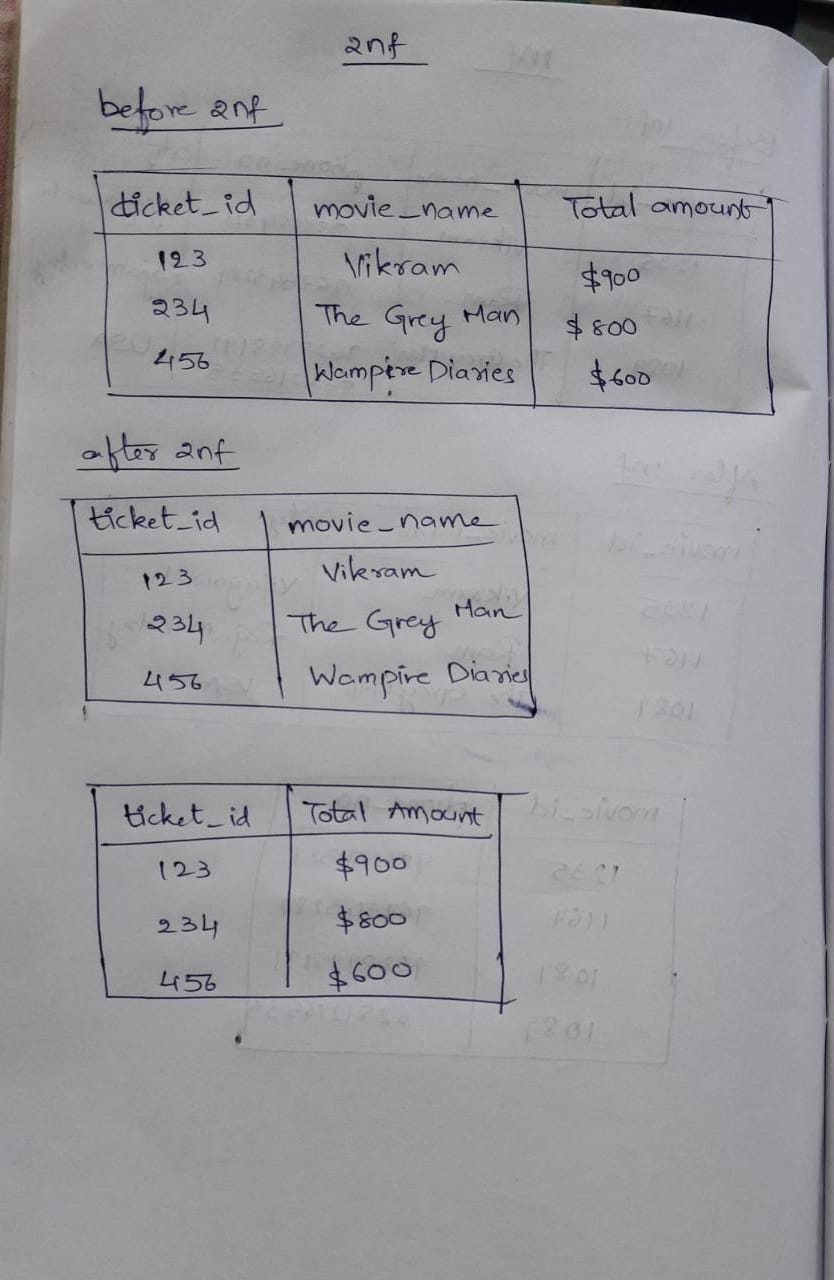 2nf
before 2nf
ticket_id movie_name Total amount
123 Vikram $900
234 The Grey Man $800
456 Wampire Diaries $600
after 2nf
ticket_id movie_name
123 Vikram
234 The Grey Man
456 Wampire Diaries
ticket_id Total Amount
123 $900
234 $800
456 $600